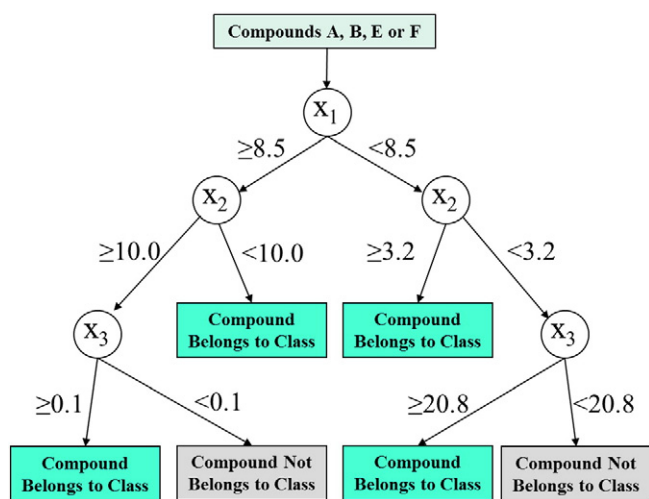 Compounds A, B, E or F
X₁
≥8.5
<8.5
X₂
X₂
≥10.0
<10.0
≥3.2
<3.2
X₃
Compound
Belongs to Class
Compound
Belongs to Class
X₃
≥0.1
<0.1
≥20.8
<20.8
Compound
Belongs to Class
Compound Not
Belongs to Class
Compound
Belongs to Class
Compound Not
Belongs to Class